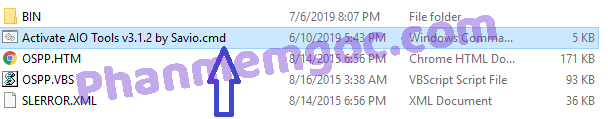 BIN 7/6/2019 8:07 PM File folder
Activate AIO Tools v3.1.2 by Savio.cmd 6/10/2019 5:43 PM Windows Comma... 5 KB
OSPP.HTM 8/14/2015 6:56 PM Chrome HTML Do... 171 KB
OSPP.VBS 8/16/2015 3:38 AM VBScript Script File 93 KB
SLERROR.XML 8/14/2015 6:56 PM XML Document 36 KB
Phanmemgoc.com